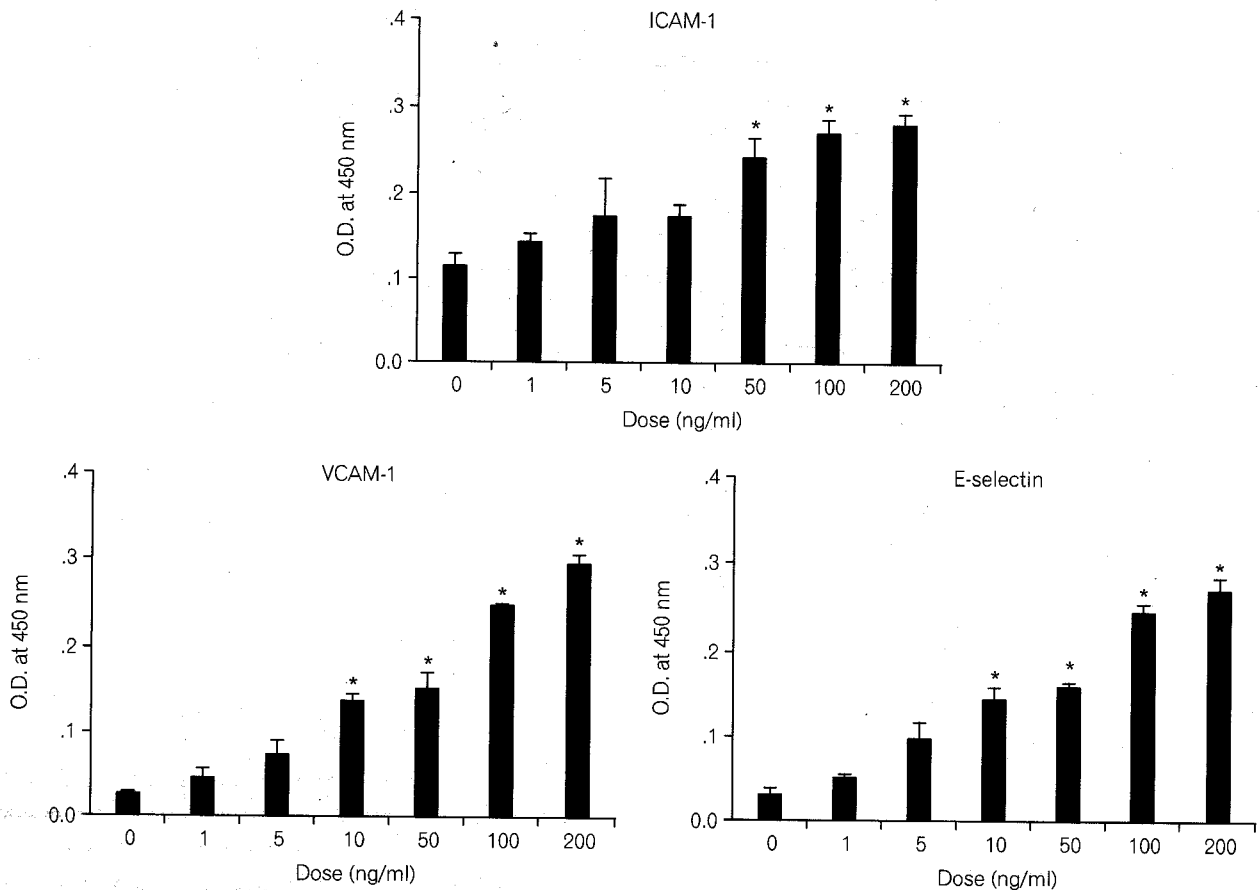 ICAM-1
.4
.3
.2
.1
0.0
O.D. at 450 nm
* * *
0 1 5 10 50 100 200
Dose (ng/ml)
VCAM-1
.4
.3
.2
.1
0.0
O.D. at 450 nm
* * * *
0 1 5 10 50 100 200
Dose (ng/ml)
E-selectin
.4
.3
.2
.1
0.0
O.D. at 450 nm
* * * *
0 1 5 10 50 100 200
Dose (ng/ml)